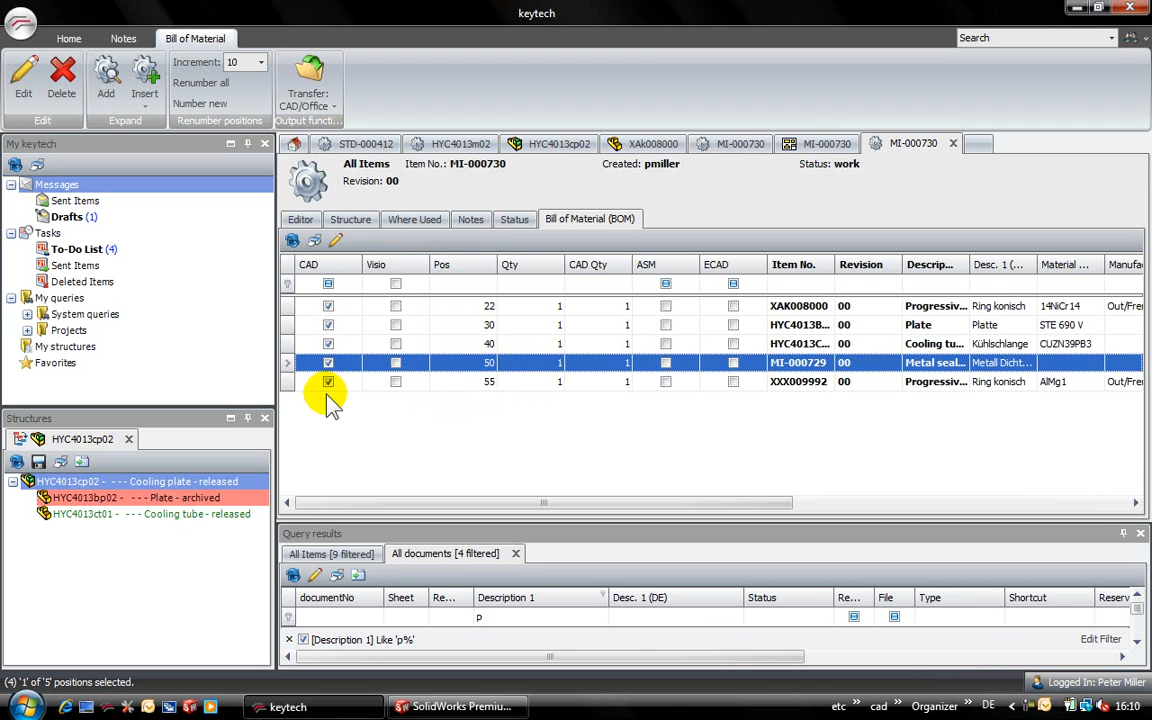 keytech
Home Notes Bill of Material
Search
Edit Delete Add Insert
Increment: 10
Renumber all
Number new
Transfer:
CAD/Office
Edit Expand Renumber positions Output functi...
My keytech
Messages
Sent Items
Drafts (1)
Tasks
To-Do List (4)
Sent Items
Deleted Items
My queries
System queries
Projects
My structures
Favorites
STD-000412 HYC4013m02 HYC4013cp02 XAk008000 MI-000730 MI-000730 MI-000730
All Items Item No.: MI-000730 Created: pmiller Status: work
Revision: 00
Editor Structure Where Used Notes Status Bill of Material (BOM)
CAD Visio Pos Qty CAD Qty ASM ECAD Item No. Revision Descrip... Desc. 1 (... Material ... Manufa
22 1 1 XAK008000 00 Progressiv... Ring konisch 14NiCr14 Out/Frer
30 1 1 HYC4013B... 00 Plate Platte STE 690 V
40 1 1 HYC4013C... 00 Cooling tu... Kühlschlange CUZN39PB3
50 1 1 MI-000729 00 Metal seal... Metall Dicht...
55 1 1 XXX009992 00 Progressiv... Ring konisch AlMg1 Out/Frer
Structures
HYC4013cp02
HYC4013cp02 - --- Cooling plate - released
HYC4013bp02 - --- Plate - archived
HYC4013ct01 - --- Cooling tube - released
Query results
All Items [9 filtered] All documents [4 filtered]
documentNo Sheet Re... Description 1 Desc. 1 (DE) Status Re... File Type Shortcut Reserv
p
[Description 1] Like 'p%' Edit Filter
(4) '1' of '5' positions selected.
Logged In: Peter Miller
keytech SolidWorks Premiu... etc cad Organizer DE 16:10